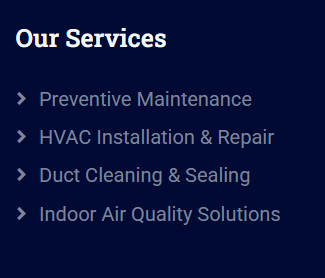 Our Services
Preventive Maintenance
HVAC Installation & Repair
Duct Cleaning & Sealing
Indoor Air Quality Solutions